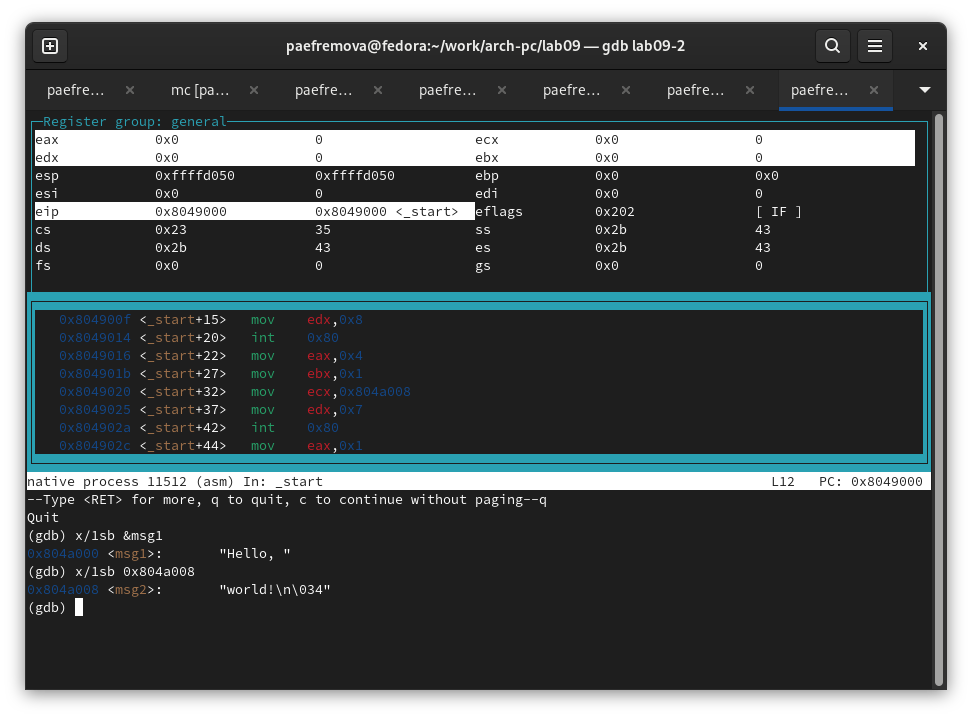 paefremova@fedora:~/work/arch-pc/lab09 — gdb lab09-2
paefre… × mc [pa… × paefre… × paefre… × paefre… × paefre… × paefre… ×
Register group: general
eax 0x0 0 ecx 0x0 0
edx 0x0 0 ebx 0x0 0
esp 0xffffd050 0xffffd050 ebp 0x0 0x0
esi 0x0 0 edi 0x0 0
eip 0x8049000 0x8049000 <_start> eflags 0x202 [ IF ]
cs 0x23 35 ss 0x2b 43
ds 0x2b 43 es 0x2b 43
fs 0x0 0 gs 0x0 0
0x804900f <_start+15> mov edx,0x8
0x8049014 <_start+20> int 0x80
0x8049016 <_start+22> mov eax,0x4
0x804901b <_start+27> mov ebx,0x1
0x8049020 <_start+32> mov ecx,0x804a008
0x8049025 <_start+37> mov edx,0x7
0x804902a <_start+42> int 0x80
0x804902c <_start+44> mov eax,0x1
native process 11512 (asm) In: _start L12 PC: 0x8049000
--Type <RET> for more, q to quit, c to continue without paging--q
Quit
(gdb) x/1sb &msg1
0x804a000 <msg1>: "Hello, "
(gdb) x/1sb 0x804a008
0x804a008 <msg2>: "world!\n\034"
(gdb)